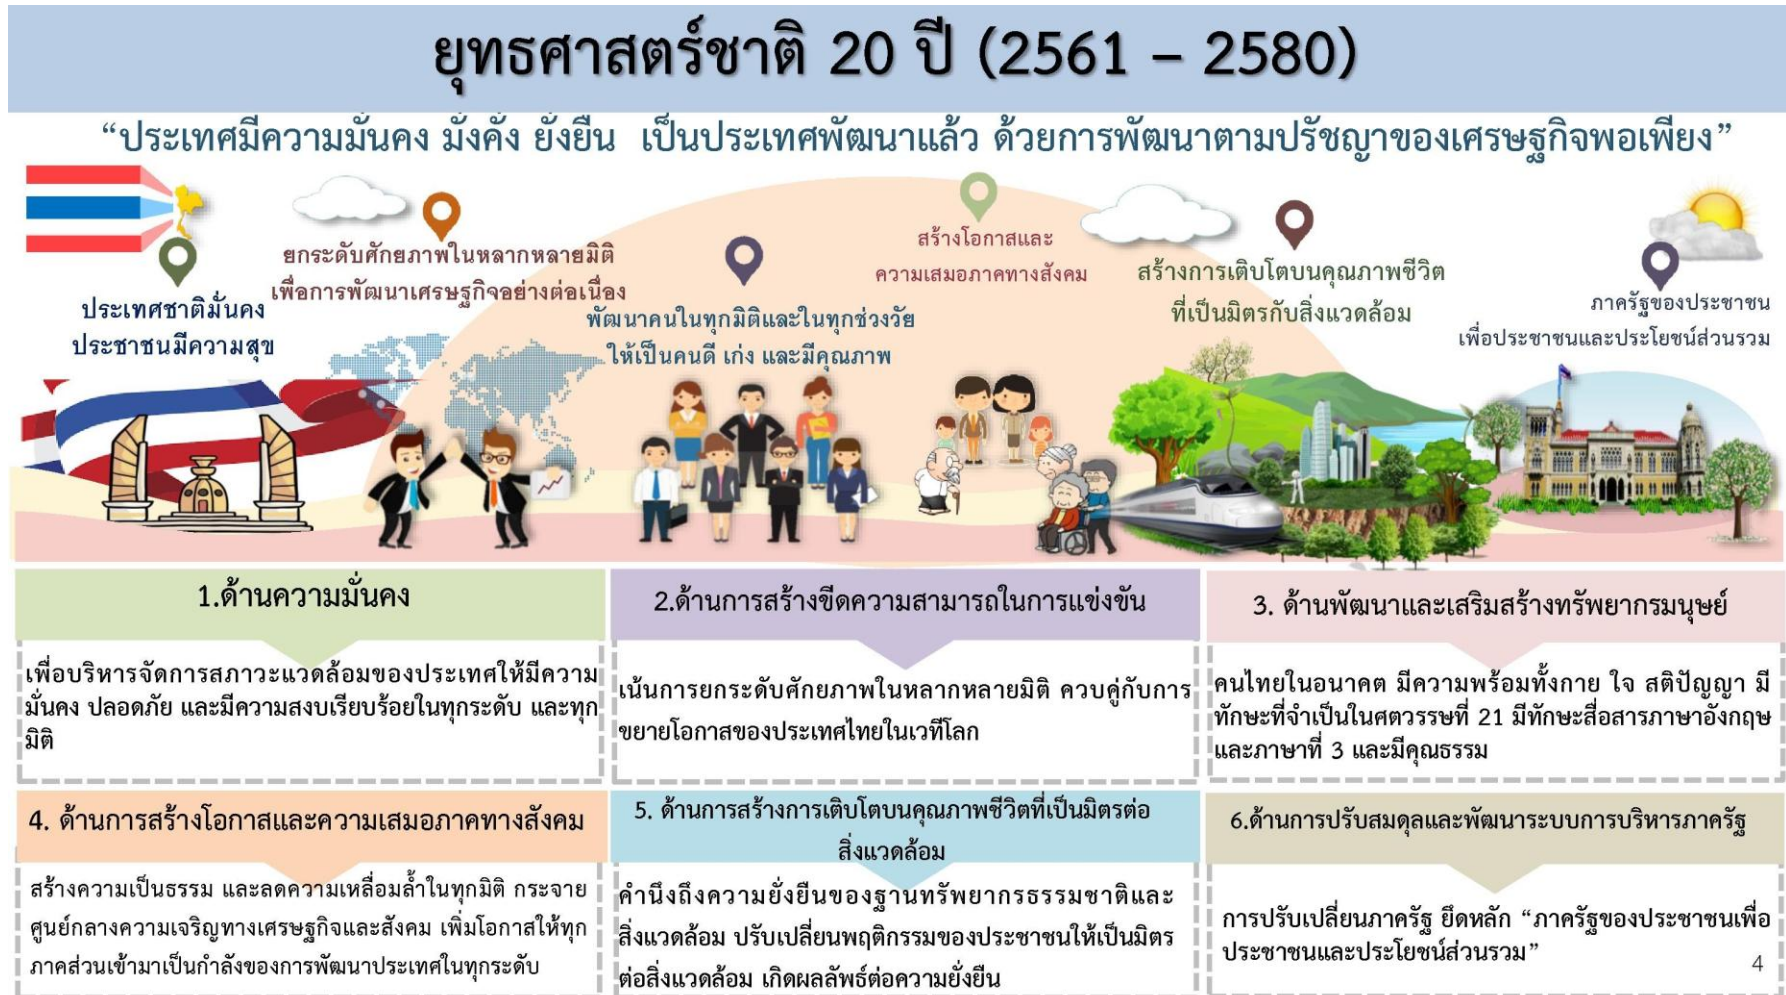 ยุทธศาสตร์ชาติ 20 ปี (2561 – 2580)
“ประเทศมีความมั่นคง มั่งคั่ง ยั่งยืน เป็นประเทศพัฒนาแล้ว ด้วยการพัฒนาตามปรัชญาของเศรษฐกิจพอเพียง”
ประเทศชาติมั่นคง
ประชาชนมีความสุข
ยกระดับศักยภาพในหลากหลายมิติ
เพื่อการพัฒนาเศรษฐกิจอย่างต่อเนื่อง
พัฒนาคนในทุกมิติและในทุกช่วงวัย
ให้เป็นคนดี เก่ง และมีคุณภาพ
สร้างโอกาสและ
ความเสมอภาคทางสังคม
สร้างการเติบโตบนคุณภาพชีวิต
ที่เป็นมิตรกับสิ่งแวดล้อม
ภาครัฐของประชาชน
เพื่อประชาชนและประโยชน์ส่วนรวม
1.ด้านความมั่นคง
เพื่อบริหารจัดการสภาวะแวดล้อมของประเทศให้มีความ
มั่นคง ปลอดภัย และมีความสงบเรียบร้อยในทุกระดับ และทุก
มิติ
2.ด้านการสร้างขีดความสามารถในการแข่งขัน
เน้นการยกระดับศักยภาพในหลากหลายมิติ ควบคู่กับการ
ขยายโอกาสของประเทศไทยในเวทีโลก
3. ด้านพัฒนาและเสริมสร้างทรัพยากรมนุษย์
คนไทยในอนาคต มีความพร้อมทั้งกาย ใจ สติปัญญา มี
ทักษะที่จำเป็นในศตวรรษที่ 21 มีทักษะสื่อสารภาษาอังกฤษ
และภาษาที่ 3 และมีคุณธรรม
4. ด้านการสร้างโอกาสและความเสมอภาคทางสังคม
สร้างความเป็นธรรม และลดความเหลื่อมล้ำในทุกมิติ กระจาย
ศูนย์กลางความเจริญทางเศรษฐกิจและสังคม เพิ่มโอกาสให้ทุก
ภาคส่วนเข้ามาเป็นกำลังของการพัฒนาประเทศในทุกระดับ
5. ด้านการสร้างการเติบโตบนคุณภาพชีวิตที่เป็นมิตรต่อ
สิ่งแวดล้อม
คำนึงถึงความยั่งยืนของฐานทรัพยากรธรรมชาติและ
สิ่งแวดล้อม ปรับเปลี่ยนพฤติกรรมของประชาชนให้เป็นมิตร
ต่อสิ่งแวดล้อม เกิดผลลัพธ์ต่อความยั่งยืน
6.ด้านการปรับสมดุลและพัฒนาระบบการบริหารภาครัฐ
การปรับเปลี่ยนภาครัฐ ยึดหลัก “ภาครัฐของประชาชนเพื่อ
ประชาชนและประโยชน์ส่วนรวม”
4